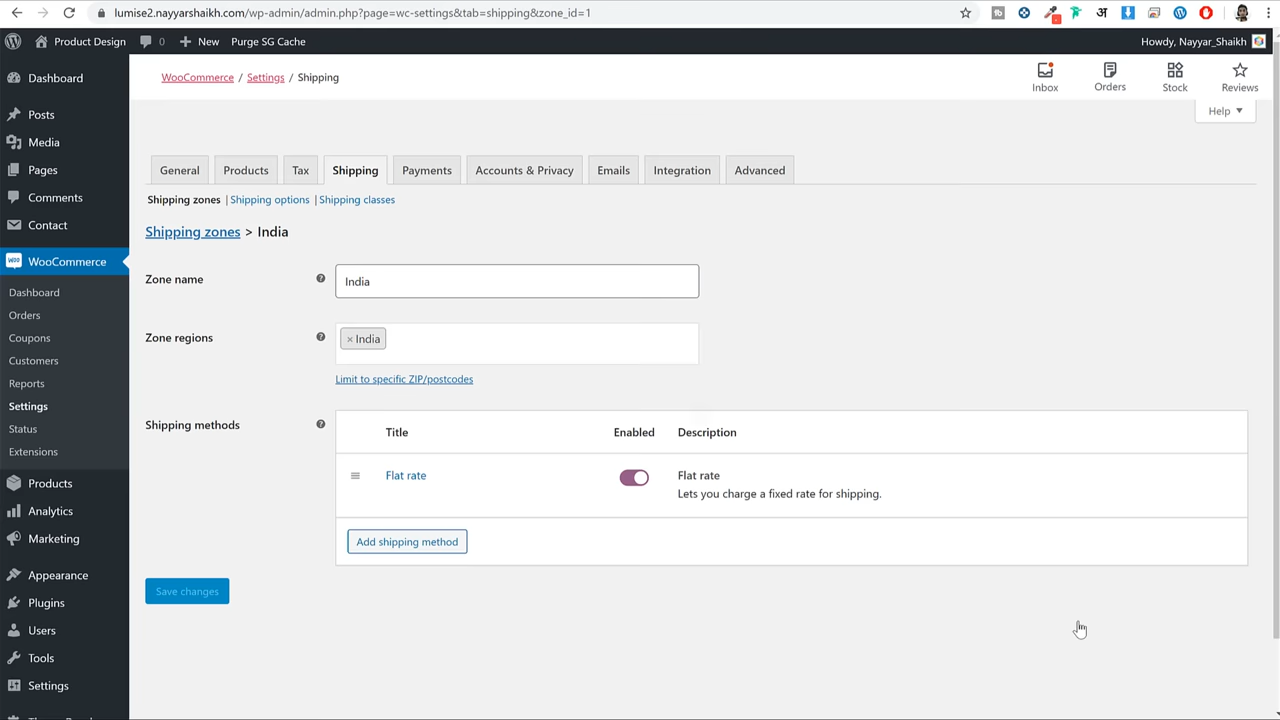 lumise2.nayyarshaikh.com/wp-admin/admin.php?page=wc-settings&tab=shipping&zone_id=1
Product Design 0 New Purge SG Cache Howdy, Nayyar_Shaikh
WooCommerce / Settings / Shipping
Inbox Orders Stock Reviews
Help
Dashboard
Posts
Media
Pages
Comments
Contact
WooCommerce
Dashboard
Orders
Coupons
Customers
Reports
Settings
Status
Extensions
Products
Analytics
Marketing
Appearance
Plugins
Users
Tools
Settings
General Products Tax Shipping Payments Accounts & Privacy Emails Integration Advanced
Shipping zones | Shipping options | Shipping classes
Shipping zones > India
Zone name ? India
Zone regions ? × India
Limit to specific ZIP/postcodes
Shipping methods ?
Title Enabled Description
Flat rate Flat rate
Lets you charge a fixed rate for shipping.
Add shipping method
Save changes